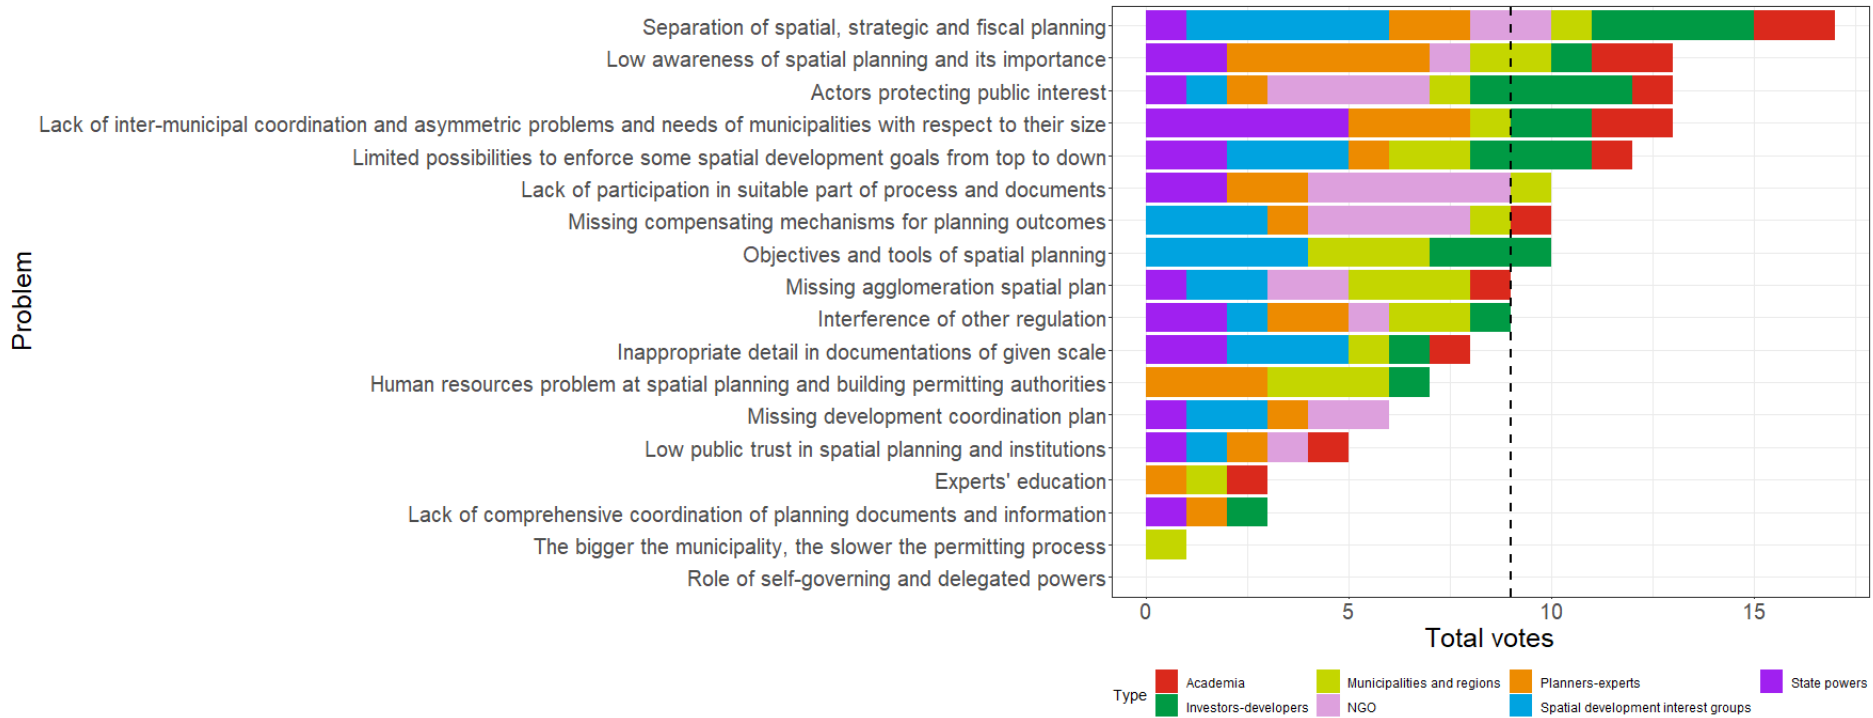 Separation of spatial, strategic and fiscal planning
Low awareness of spatial planning and its importance
Actors protecting public interest
Lack of inter-municipal coordination and asymmetric problems and needs of municipalities with respect to their size
Limited possibilities to enforce some spatial development goals from top to down
Lack of participation in suitable part of process and documents
Missing compensating mechanisms for planning outcomes
Objectives and tools of spatial planning
Missing agglomeration spatial plan
Interference of other regulation
Inappropriate detail in documentations of given scale
Human resources problem at spatial planning and building permitting authorities
Missing development coordination plan
Low public trust in spatial planning and institutions
Experts' education
Lack of comprehensive coordination of planning documents and information
The bigger the municipality, the slower the permitting process
Role of self-governing and delegated powers
Problem
0 5 10 15
Total votes
Type
Academia Municipalities and regions Planners-experts State powers
Investors-developers NGO Spatial development interest groups